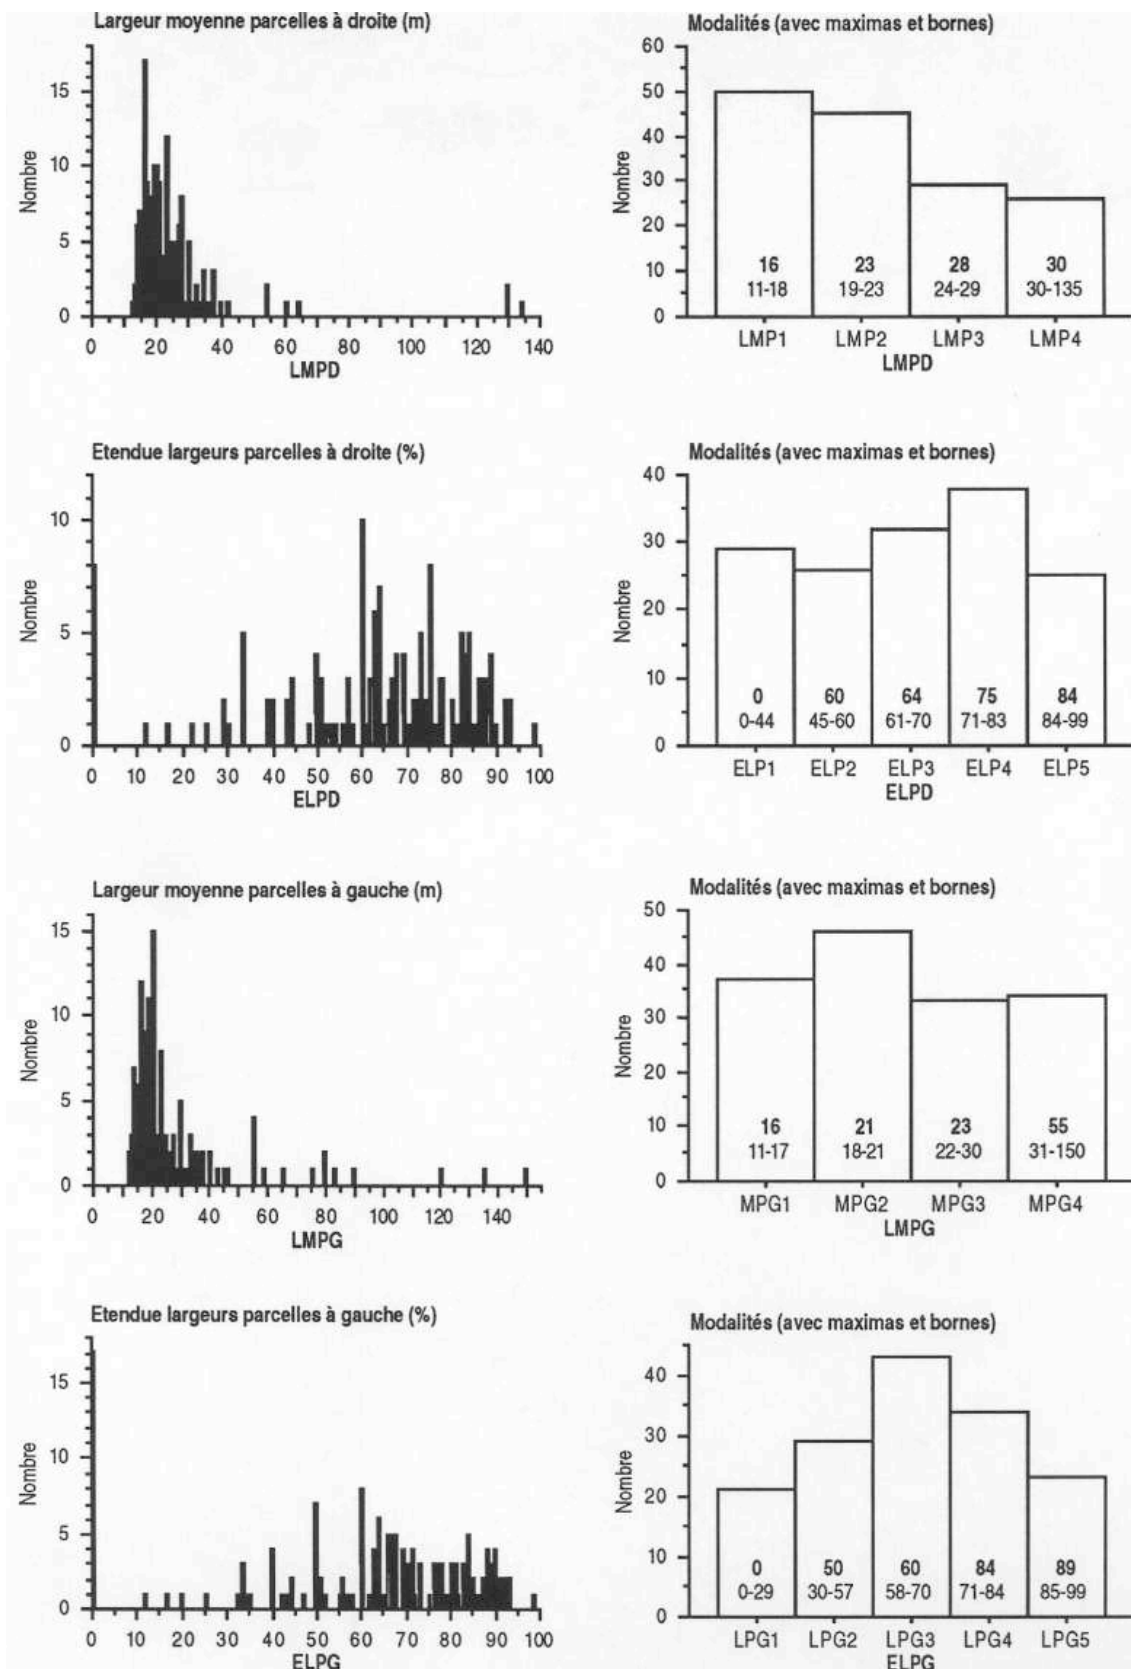 Largeur moyenne parcelles à droite (m)
Nombre
15
10
5
0
0 20 40 60 80 100 120 140
LMPD
Modalités (avec maximas et bornes)
Nombre
60
50
40
30
20
10
0
16 23 28 30
11-18 19-23 24-29 30-135
LMP1 LMP2 LMP3 LMP4
LMPD
Etendue largeurs parcelles à droite (%)
Nombre
10
5
0
0 10 20 30 40 50 60 70 80 90 100
ELPD
Modalités (avec maximas et bornes)
Nombre
40
30
20
10
0
0 60 64 75 84
0-44 45-60 61-70 71-83 84-99
ELP1 ELP2 ELP3 ELP4 ELP5
ELPD
Largeur moyenne parcelles à gauche (m)
Nombre
15
10
5
0
0 20 40 60 80 100 120 140
LMPG
Modalités (avec maximas et bornes)
Nombre
50
40
30
20
10
0
16 21 23 55
11-17 18-21 22-30 31-150
MPG1 MPG2 MPG3 MPG4
LMPG
Etendue largeurs parcelles à gauche (%)
Nombre
15
10
5
0
0 10 20 30 40 50 60 70 80 90 100
ELPG
Modalités (avec maximas et bornes)
Nombre
40
30
20
10
0
0 50 60 84 89
0-29 30-57 58-70 71-84 85-99
LPG1 LPG2 LPG3 LPG4 LPG5
ELPG